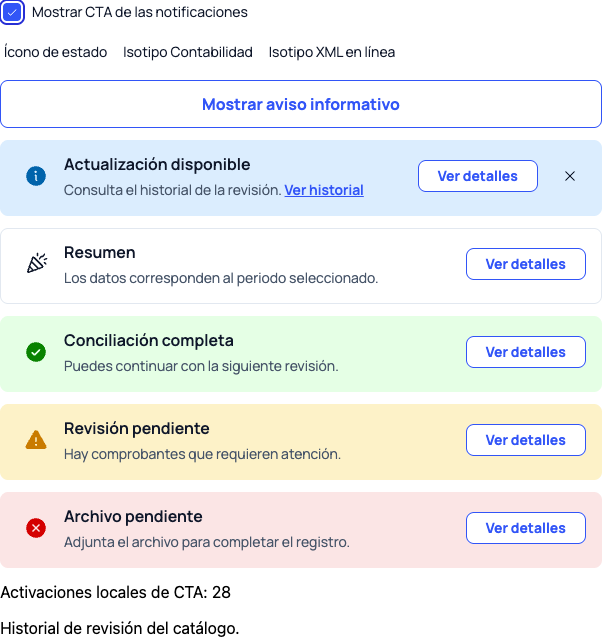 Mostrar CTA de las notificaciones
Ícono de estado Isotipo Contabilidad Isotipo XML en línea
Mostrar aviso informativo
Actualización disponible
Consulta el historial de la revisión. Ver historial
Ver detalles
Resumen
Los datos corresponden al periodo seleccionado.
Ver detalles
Conciliación completa
Puedes continuar con la siguiente revisión.
Ver detalles
Revisión pendiente
Hay comprobantes que requieren atención.
Ver detalles
Archivo pendiente
Adjunta el archivo para completar el registro.
Ver detalles
Activaciones locales de CTA: 28
Historial de revisión del catálogo.